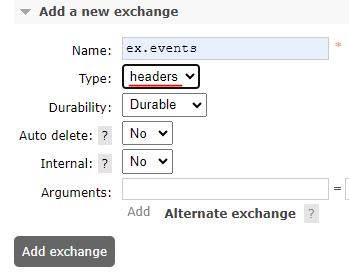 Add a new exchange
Name: ex.events *
Type: headers
Durability: Durable
Auto delete: ? No
Internal: ? No
Arguments: =
Add Alternate exchange ?
Add exchange